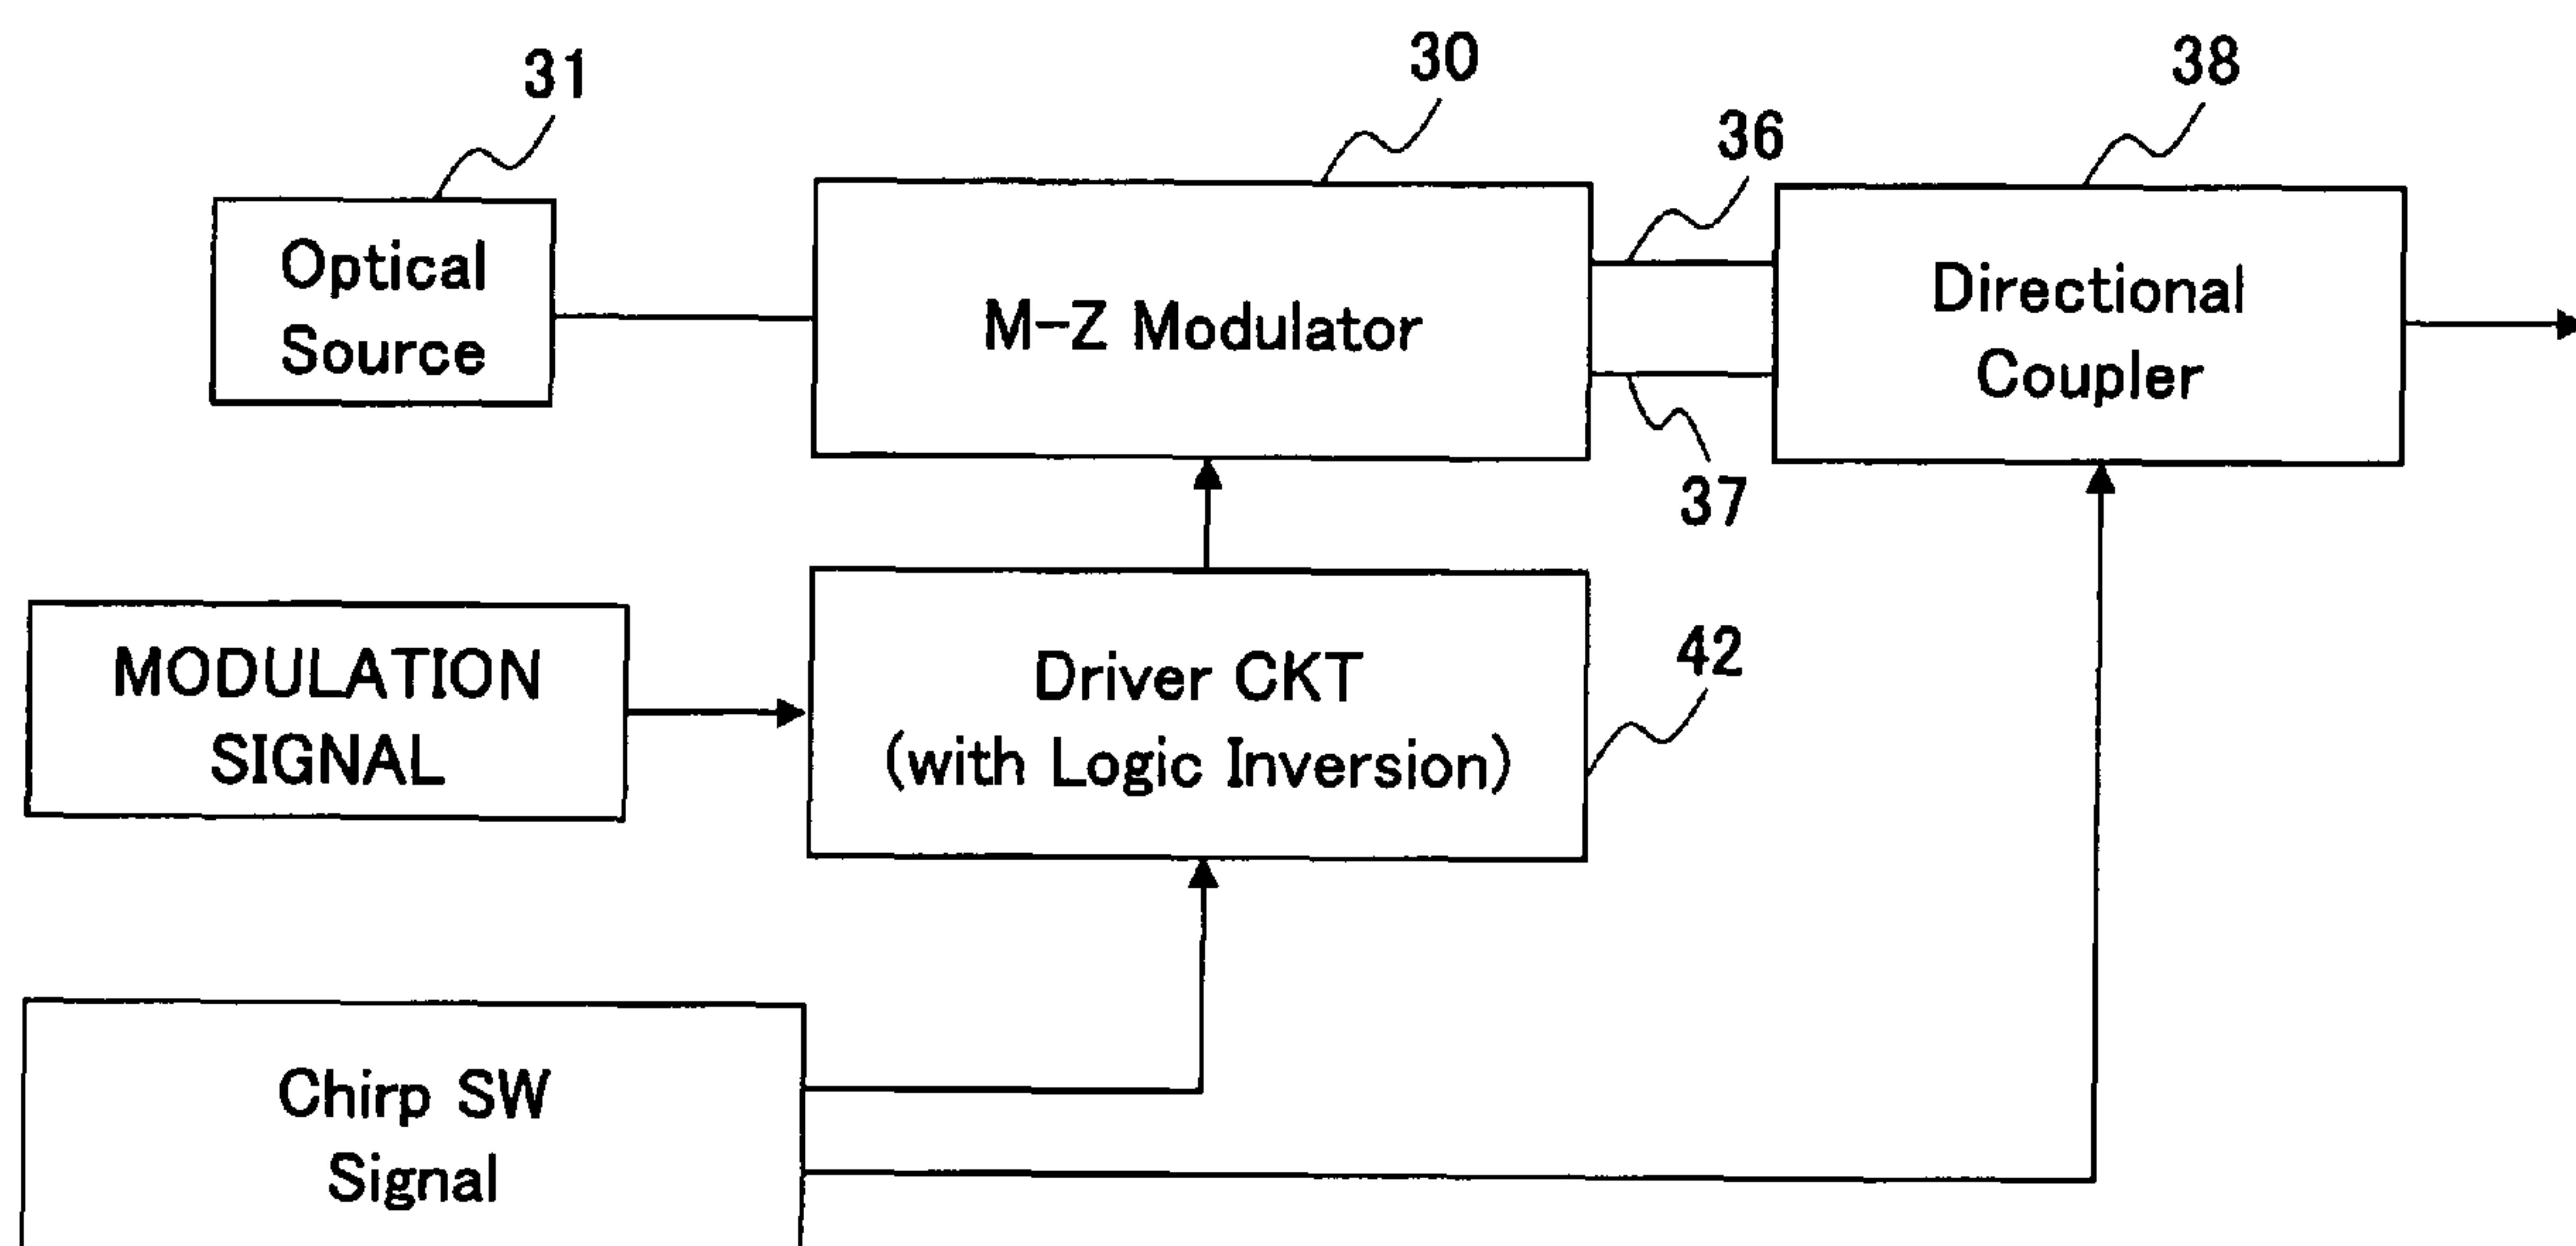 31
30
36
38
Optical
Source
M-Z Modulator
Directional
Coupler
37
MODULATION
SIGNAL
Driver CKT
(with Logic Inversion)
42
Chirp SW
Signal